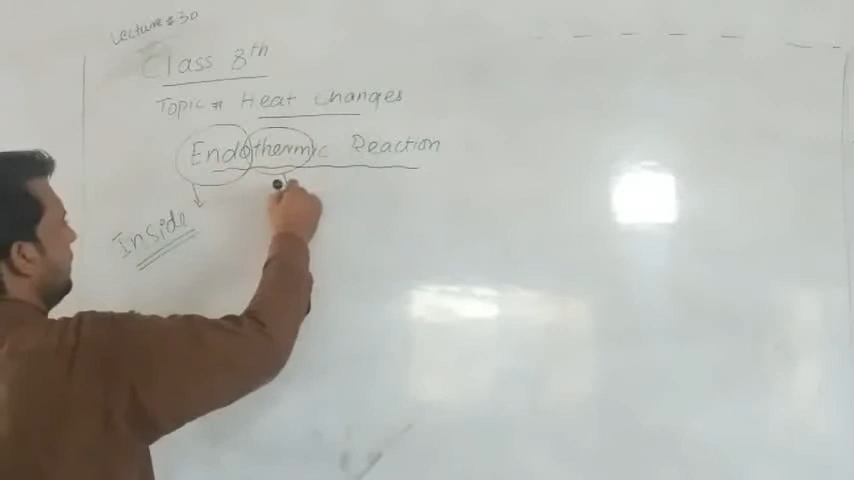 Lecture # 30
Class 8th
Topic # Heat Changes
Endothermic Reaction
Inside